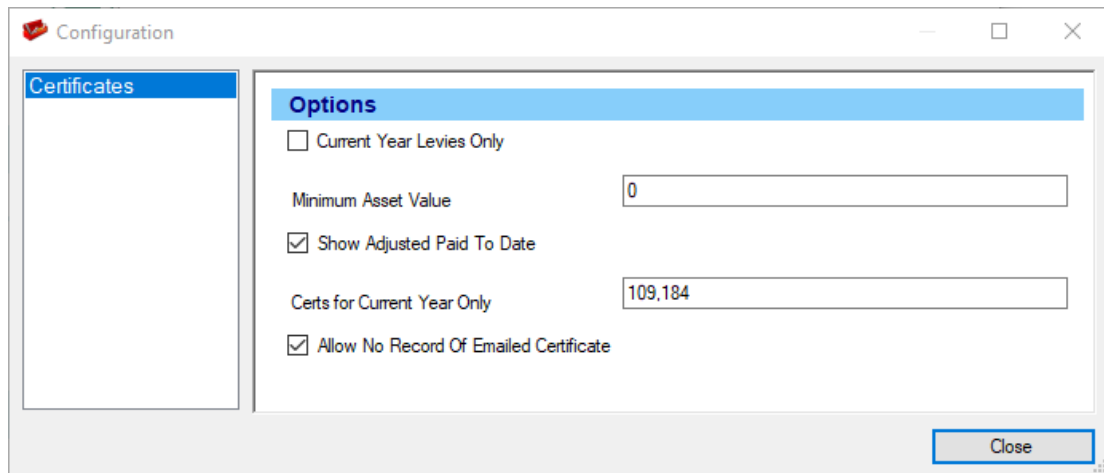 Configuration
Certificates
Options
Current Year Levies Only
Minimum Asset Value
0
Show Adjusted Paid To Date
Certs for Current Year Only
109,184
Allow No Record Of Emailed Certificate
Close